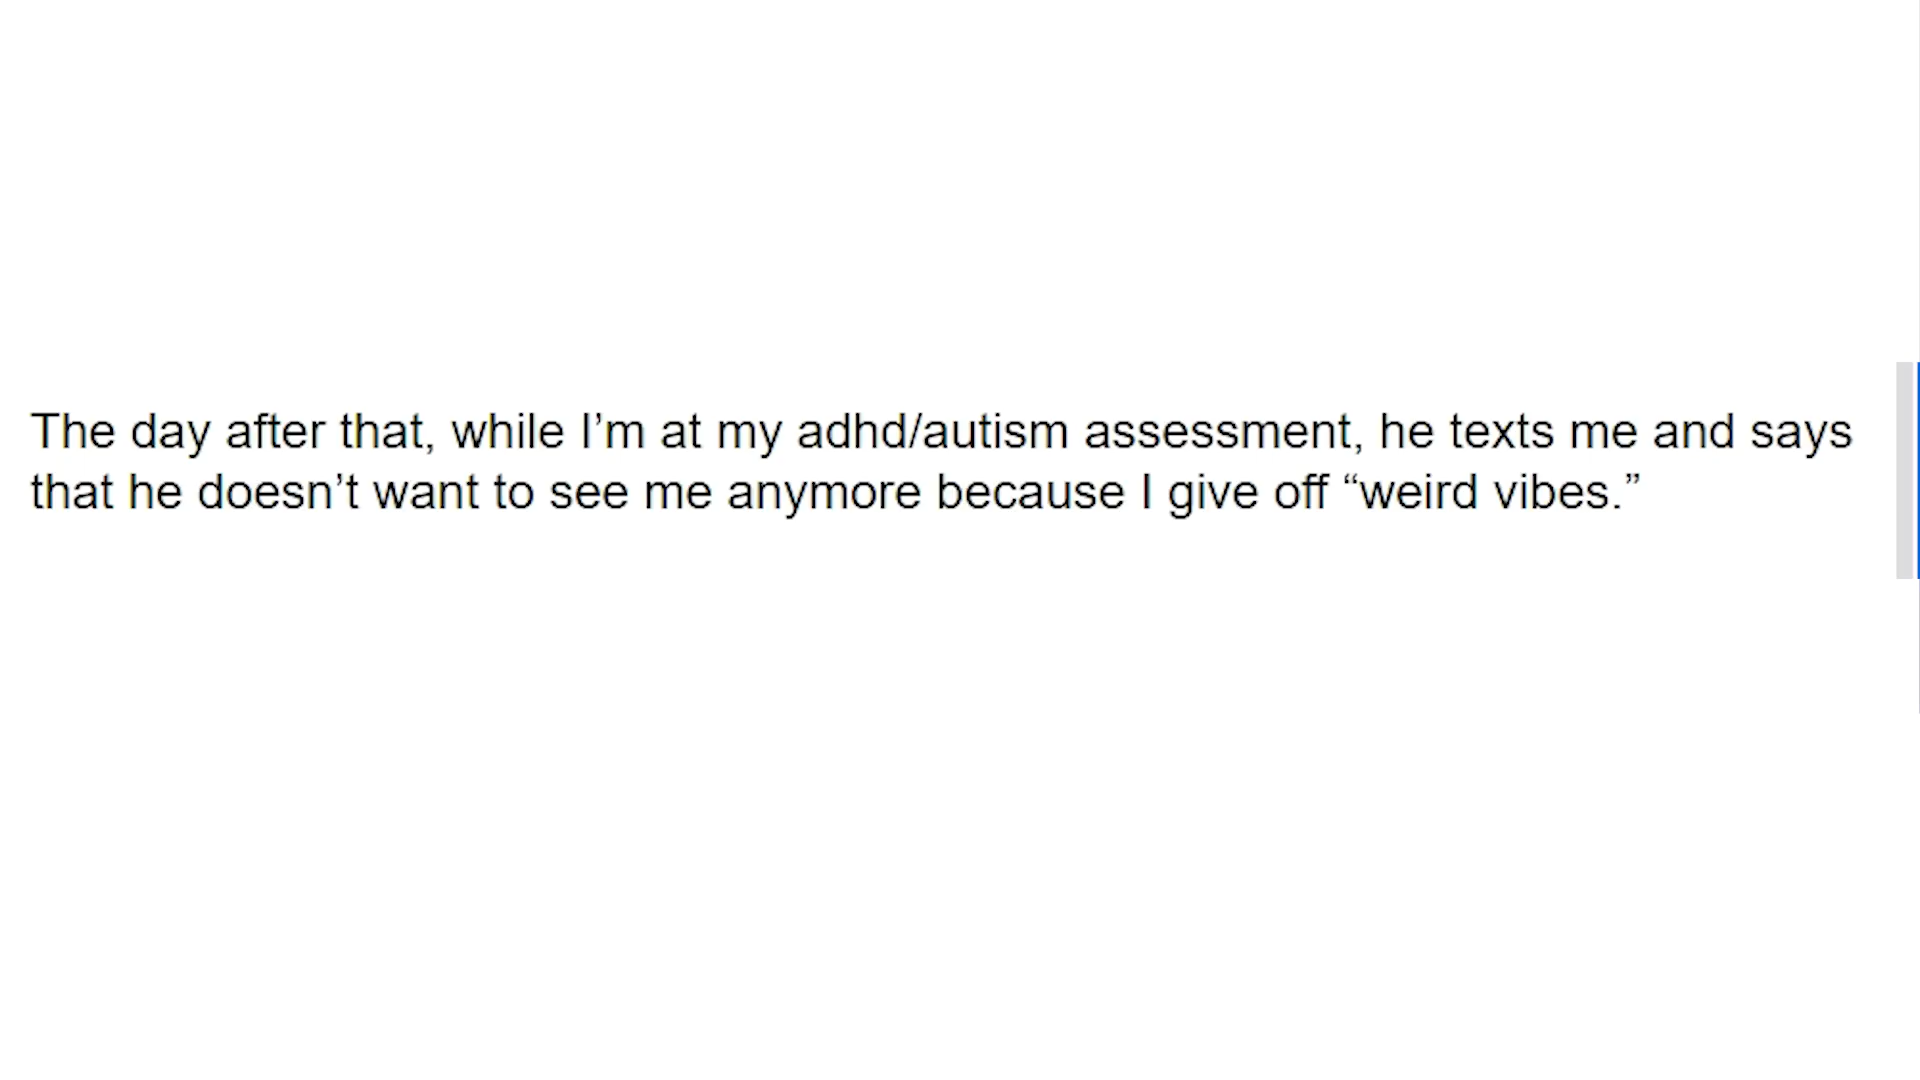 The day after that, while I’m at my adhd/autism assessment, he texts me and says
that he doesn’t want to see me anymore because I give off “weird vibes.”